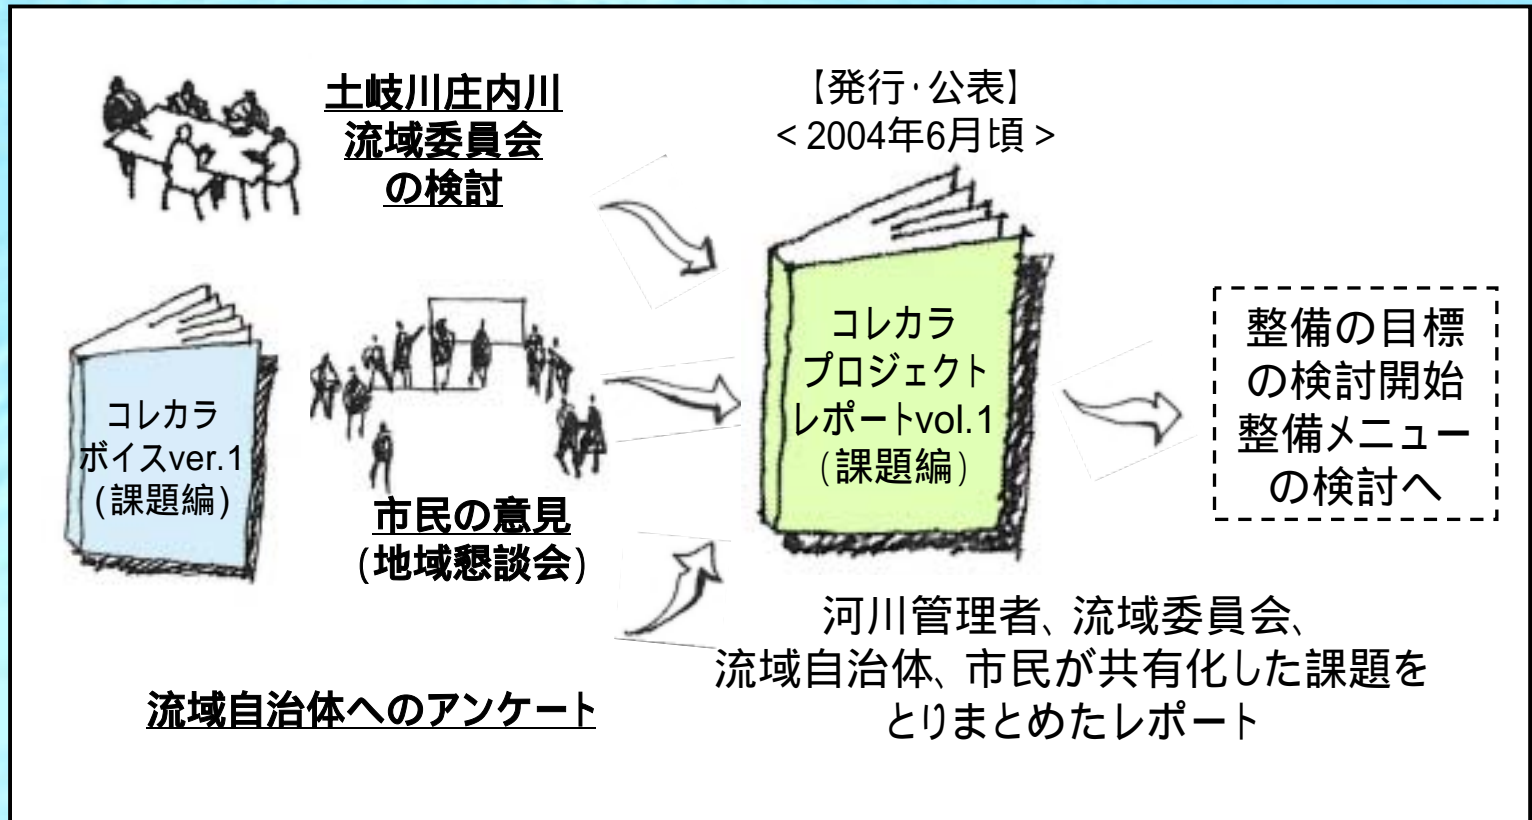 土岐川庄内川
流域委員会
の検討
コレカラ
ボイスver.1
(課題編)
市民の意見
(地域懇談会)
流域自治体へのアンケート
【発行・公表】
<2004年6月頃>
コレカラ
プロジェクト
レポートvol.1
(課題編)
河川管理者、流域委員会、
流域自治体、市民が共有化した課題を
とりまとめたレポート
整備の目標
の検討開始
整備メニュー
の検討へ